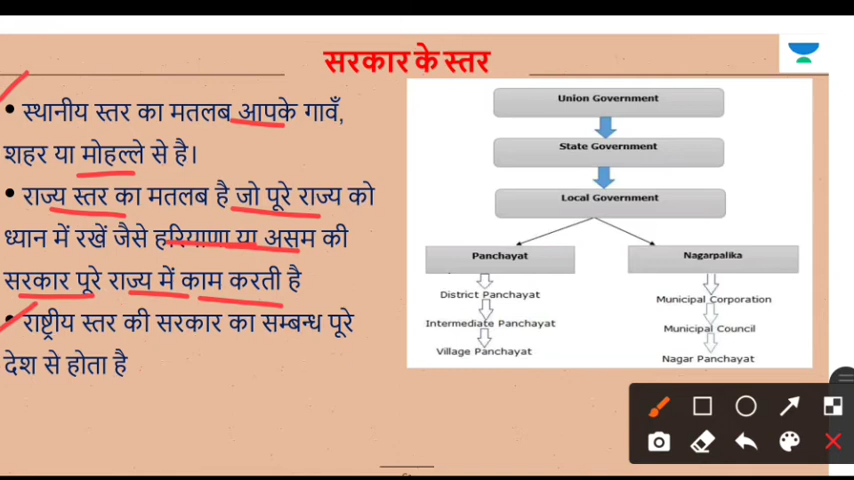 सरकार के स्तर
• स्थानीय स्तर का मतलब आपके गावँ,
शहर या मोहल्ले से है।
• राज्य स्तर का मतलब है जो पूरे राज्य को
ध्यान में रखें जैसे हरियाणा या असम की
सरकार पूरे राज्य में काम करती है
• राष्ट्रीय स्तर की सरकार का सम्बन्ध पूरे
देश से होता है
Union Government
State Government
Local Government
Panchayat
District Panchayat
Intermediate Panchayat
Village Panchayat
Nagarpalika
Municipal Corporation
Municipal Council
Nagar Panchayat